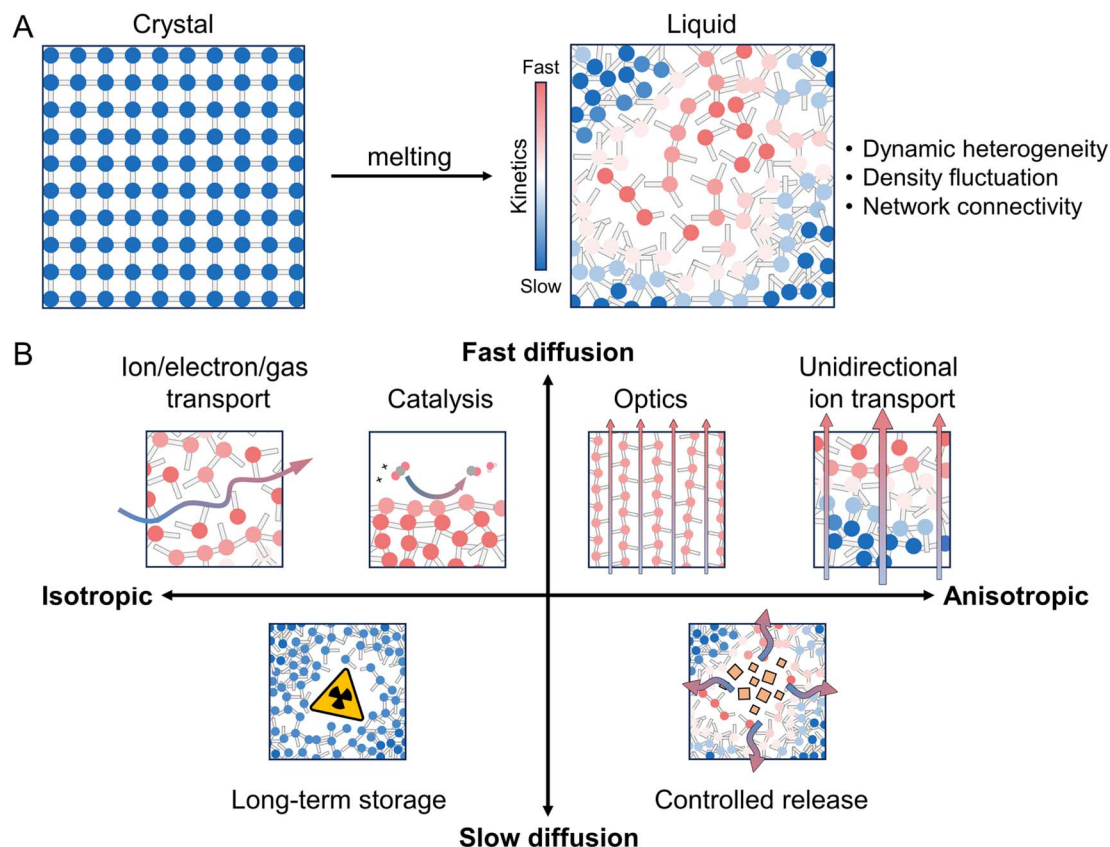 A
Crystal
melting
Liquid
Fast
Kinetics
Slow
• Dynamic heterogeneity
• Density fluctuation
• Network connectivity
B
Fast diffusion
Ion/electron/gas
transport
Catalysis
Optics
Unidirectional
ion transport
Isotropic
Anisotropic
Long-term storage
Controlled release
Slow diffusion